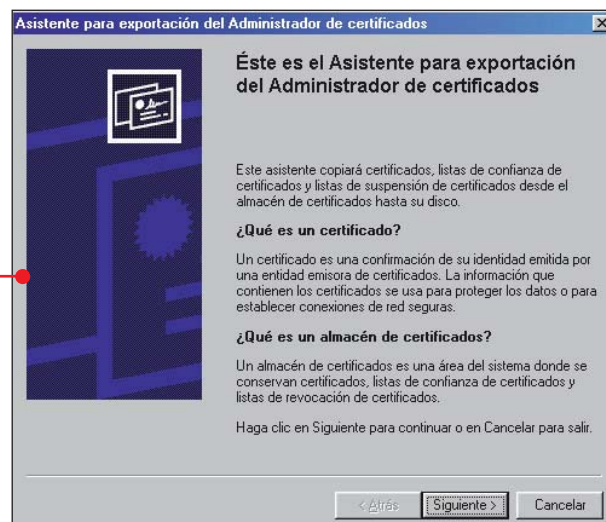 Asistente para exportación del Administrador de certificados
Éste es el Asistente para exportación
del Administrador de certificados
Este asistente copiará certificados, listas de confianza de
certificados y listas de suspensión de certificados desde el
almacén de certificados hasta su disco.
¿Qué es un certificado?
Un certificado es una confirmación de su identidad emitida por
una entidad emisora de certificados. La información que
contienen los certificados se usa para proteger los datos o para
establecer conexiones de red seguras.
¿Qué es un almacén de certificados?
Un almacén de certificados es una área del sistema donde se
conservan certificados, listas de confianza de certificados y
listas de revocación de certificados.
Haga clic en Siguiente para continuar o en Cancelar para salir.
< Atrás Siguiente > Cancelar